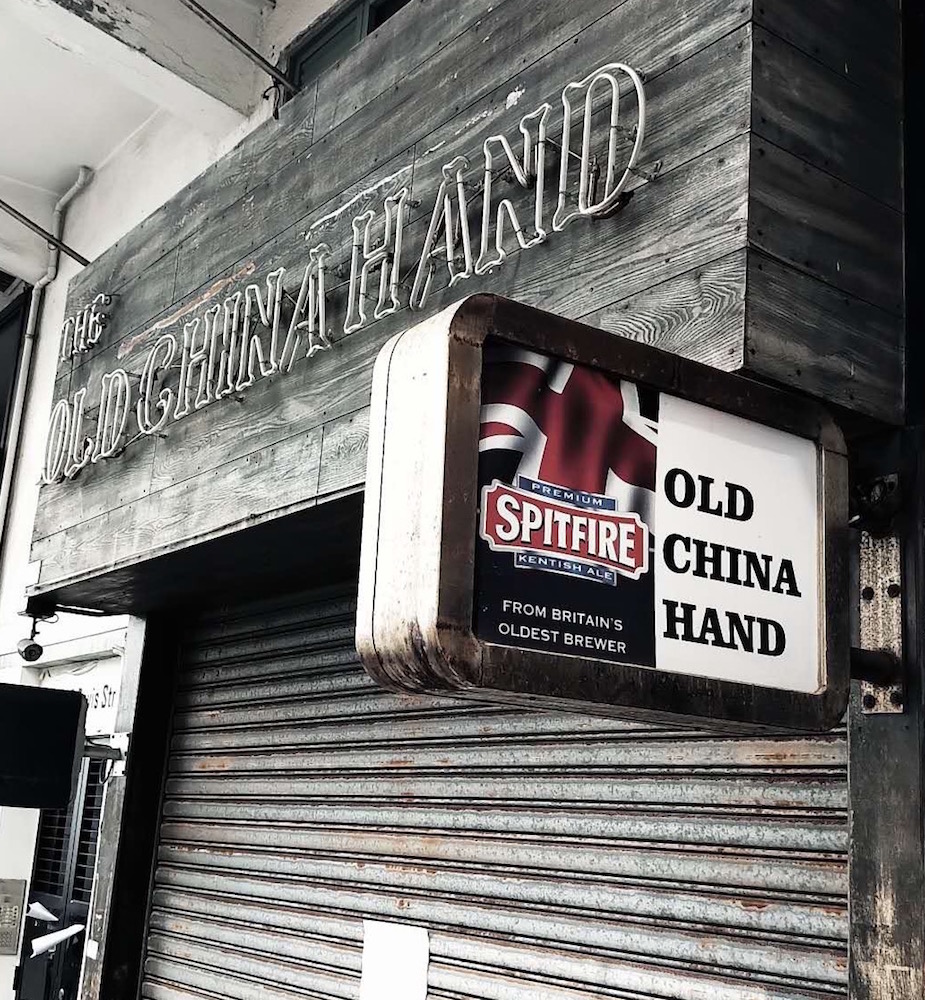 THE
OLD CHINA HAND
PREMIUM
SPITFIRE
KENTISH ALE
FROM BRITAIN'S
OLDEST BREWER
OLD
CHINA
HAND